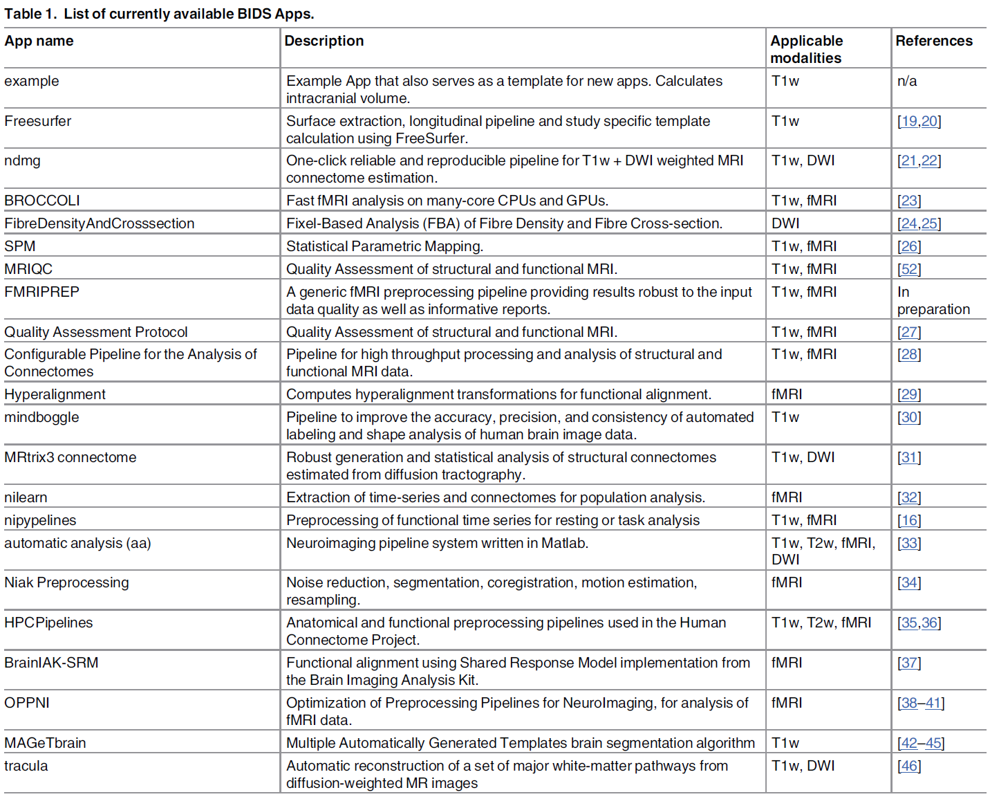 Table 1. List of currently available BIDS Apps.
App name Description Applicable modalities References
example Example App that also serves as a template for new apps. Calculates intracranial volume. T1w n/a
Freesurfer Surface extraction, longitudinal pipeline and study specific template calculation using FreeSurfer. T1w [19,20]
ndmg One-click reliable and reproducible pipeline for T1w + DWI weighted MRI connectome estimation. T1w, DWI [21,22]
BROCCOLI Fast fMRI analysis on many-core CPUs and GPUs. T1w, fMRI [23]
FibreDensityAndCrosssection Fixel-Based Analysis (FBA) of Fibre Density and Fibre Cross-section. DWI [24,25]
SPM Statistical Parametric Mapping. T1w, fMRI [26]
MRIQC Quality Assessment of structural and functional MRI. T1w, fMRI [52]
FMRIPREP A generic fMRI preprocessing pipeline providing results robust to the input data quality as well as informative reports. T1w, fMRI In preparation
Quality Assessment Protocol Quality Assessment of structural and functional MRI. T1w, fMRI [27]
Configurable Pipeline for the Analysis of Connectomes Pipeline for high throughput processing and analysis of structural and functional MRI data. T1w, fMRI [28]
Hyperalignment Computes hyperalignment transformations for functional alignment. fMRI [29]
mindboggle Pipeline to improve the accuracy, precision, and consistency of automated labeling and shape analysis of human brain image data. T1w [30]
MRtrix3 connectome Robust generation and statistical analysis of structural connectomes estimated from diffusion tractography. T1w, DWI [31]
nilearn Extraction of time-series and connectomes for population analysis. fMRI [32]
nipypelines Preprocessing of functional time series for resting or task analysis T1w, fMRI [16]
automatic analysis (aa) Neuroimaging pipeline system written in Matlab. T1w, T2w, fMRI, DWI [33]
Niak Preprocessing Noise reduction, segmentation, coregistration, motion estimation, resampling. fMRI [34]
HPCPipelines Anatomical and functional preprocessing pipelines used in the Human Connectome Project. T1w, T2w, fMRI [35,36]
BrainIAK-SRM Functional alignment using Shared Response Model implementation from the Brain Imaging Analysis Kit. fMRI [37]
OPPNI Optimization of Preprocessing Pipelines for NeuroImaging, for analysis of fMRI data. fMRI [38–41]
MAGeTbrain Multiple Automatically Generated Templates brain segmentation algorithm T1w [42–45]
tracula Automatic reconstruction of a set of major white-matter pathways from diffusion-weighted MR images T1w, DWI [46]